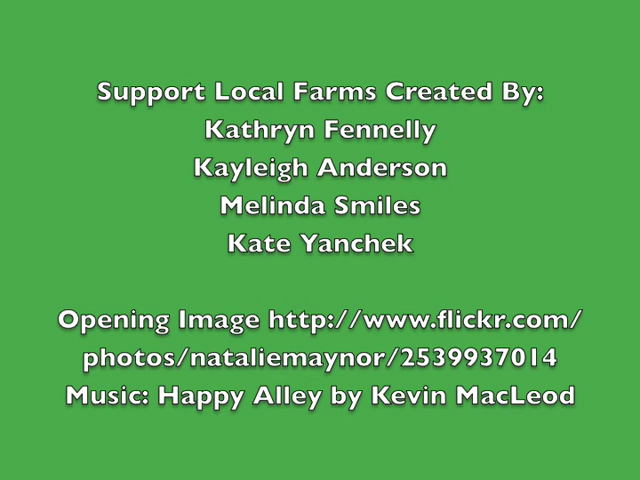 Support Local Farms Created By:
Kathryn Fennelly
Kayleigh Anderson
Melinda Smiles
Kate Yanchek
Opening Image http://www.flickr.com/
photos/nataliemaynor/2539937014
Music: Happy Alley by Kevin MacLeod